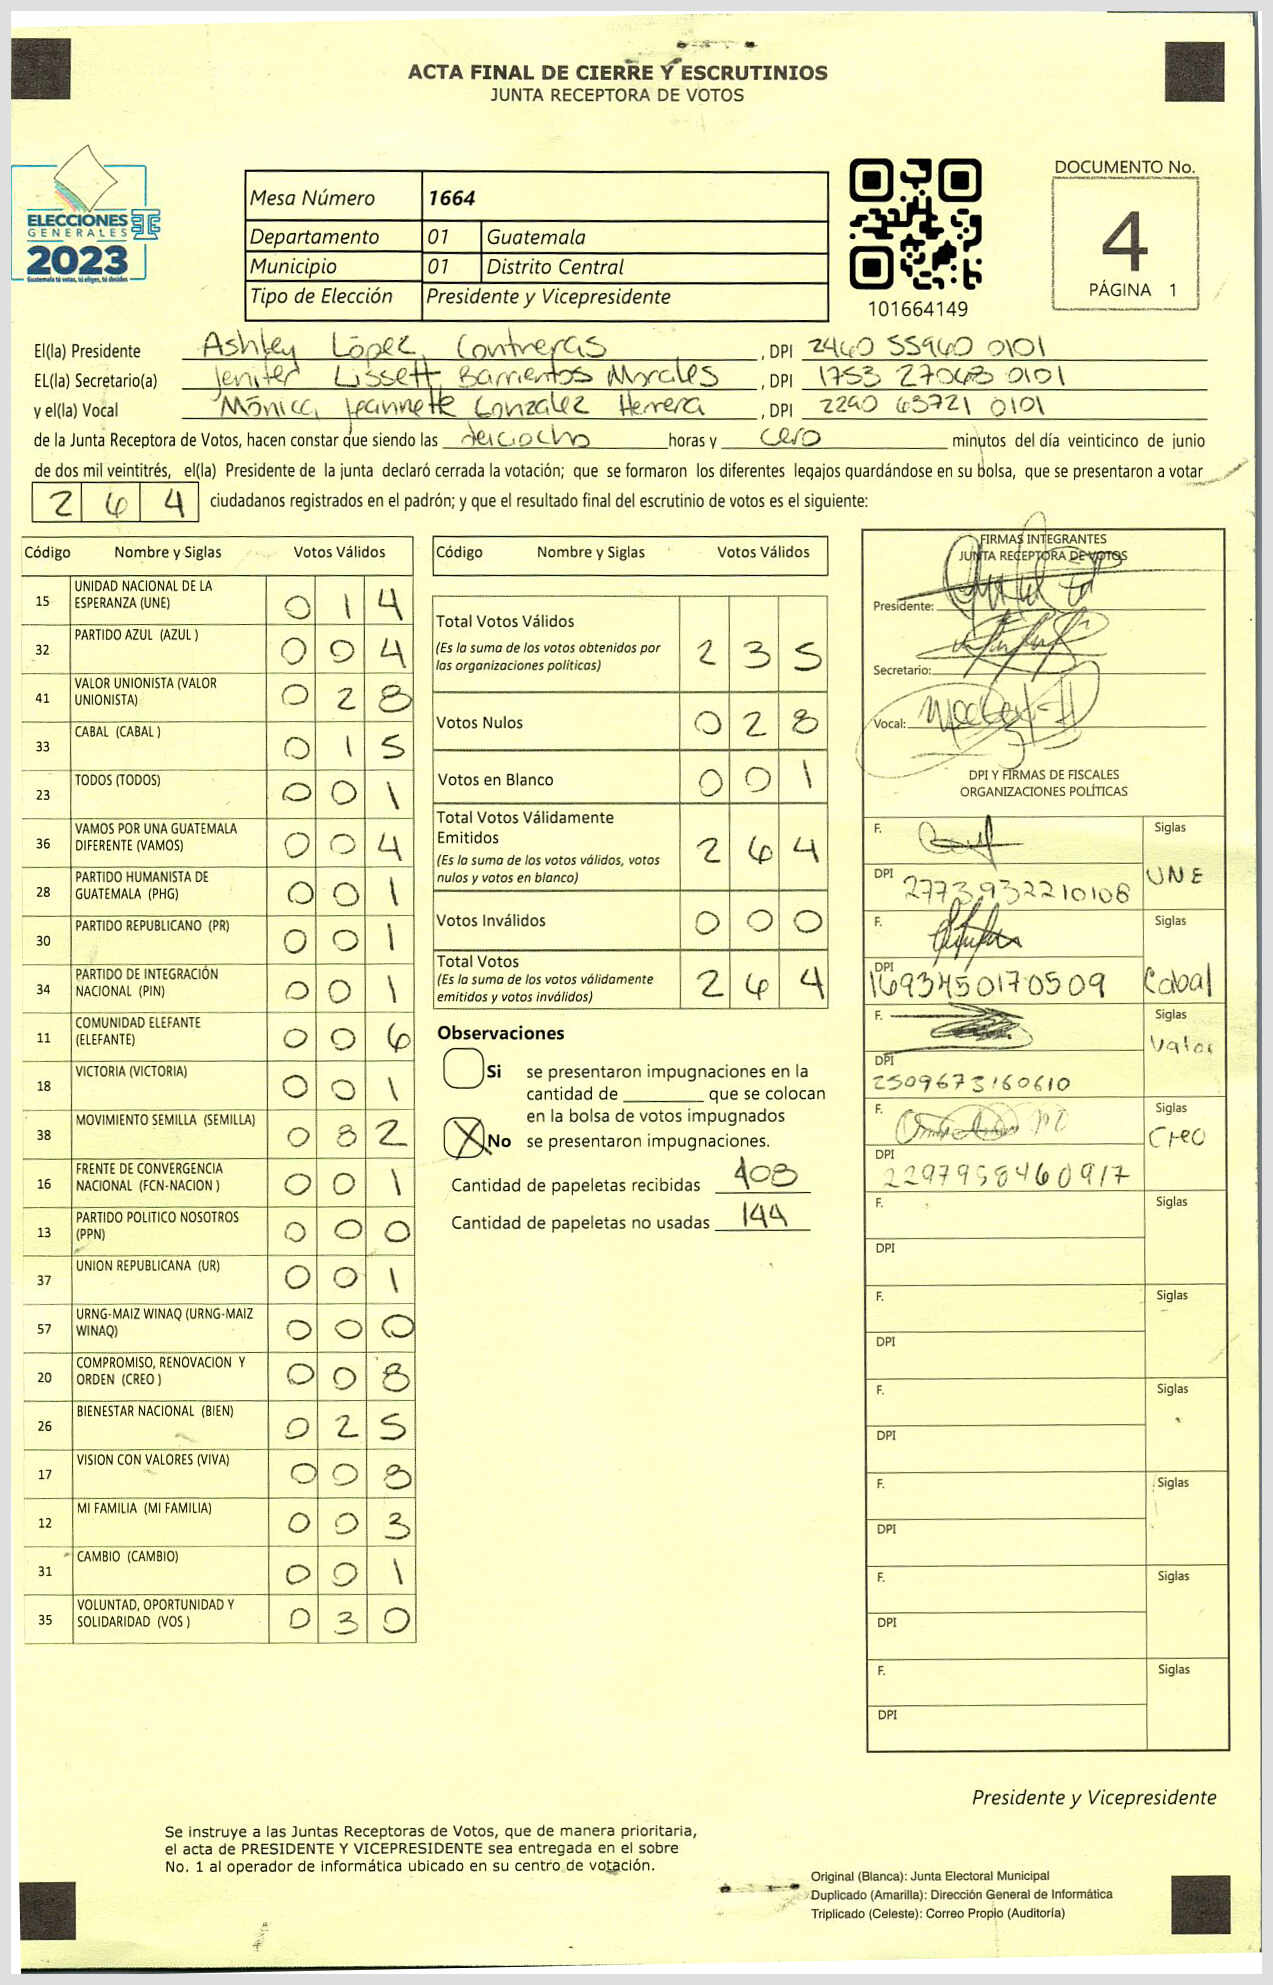 ACTA FINAL DE CIERRE Y ESCRUTINIOS
JUNTA RECEPTORA DE VOTOS
ELECCIONES
GENERALES
2023
Guatemala tú votas, tú eliges, tú decides
Mesa Número 1664
Departamento 01 Guatemala
Municipio 01 Distrito Central
Tipo de Elección Presidente y Vicepresidente
101664149
DOCUMENTO No.
4
PÁGINA 1
El(la) Presidente Ashley López Contreras, DPI 2460 55940 0101
EL(la) Secretario(a) Jenifer Lissett Barrientos Morales, DPI 1753 27043 0101
y el(la) Vocal Mónica Jeannette Gonzalez Herrera, DPI 2290 63721 0101
de la Junta Receptora de Votos, hacen constar que siendo las deiciocho horas y cero minutos del día veinticinco de junio
de dos mil veintitrés, el(la) Presidente de la junta declaró cerrada la votación; que se formaron los diferentes legajos quardándose en su bolsa, que se presentaron a votar
264 ciudadanos registrados en el padrón; y que el resultado final del escrutinio de votos es el siguiente:
Código Nombre y Siglas Votos Válidos
15 UNIDAD NACIONAL DE LA ESPERANZA (UNE) 0 1 4
32 PARTIDO AZUL (AZUL ) 0 0 4
41 VALOR UNIONISTA (VALOR UNIONISTA) 0 2 8
33 CABAL (CABAL ) 0 1 5
23 TODOS (TODOS) 0 0 1
36 VAMOS POR UNA GUATEMALA DIFERENTE (VAMOS) 0 0 4
28 PARTIDO HUMANISTA DE GUATEMALA (PHG) 0 0 1
30 PARTIDO REPUBLICANO (PR) 0 0 1
34 PARTIDO DE INTEGRACIÓN NACIONAL (PIN) 0 0 1
11 COMUNIDAD ELEFANTE (ELEFANTE) 0 0 6
18 VICTORIA (VICTORIA) 0 0 1
38 MOVIMIENTO SEMILLA (SEMILLA) 0 8 2
16 FRENTE DE CONVERGENCIA NACIONAL (FCN-NACION ) 0 0 1
13 PARTIDO POLITICO NOSOTROS (PPN) 0 0 0
37 UNION REPUBLICANA (UR) 0 0 1
57 URNG-MAIZ WINAQ (URNG-MAIZ WINAQ) 0 0 0
20 COMPROMISO, RENOVACION Y ORDEN (CREO ) 0 0 8
26 BIENESTAR NACIONAL (BIEN) 0 2 5
17 VISION CON VALORES (VIVA) 0 0 8
12 MI FAMILIA (MI FAMILIA) 0 0 3
31 CAMBIO (CAMBIO) 0 0 1
35 VOLUNTAD, OPORTUNIDAD Y SOLIDARIDAD (VOS ) 0 3 0
Código Nombre y Siglas Votos Válidos
Total Votos Válidos 2 3 5
(Es la suma de los votos obtenidos por
las organizaciones políticas)
Votos Nulos 0 2 8
Votos en Blanco 0 0 1
Total Votos Válidamente
Emitidos 2 6 4
(Es la suma de los votos válidos, votos
nulos y votos en blanco)
Votos Inválidos 0 0 0
Total Votos 2 6 4
(Es la suma de los votos válidamente
emitidos y votos inválidos)
Observaciones
Si se presentaron impugnaciones en la
cantidad de ________ que se colocan
en la bolsa de votos impugnados
X No se presentaron impugnaciones.
Cantidad de papeletas recibidas 408
Cantidad de papeletas no usadas 144
FIRMAS INTEGRANTES
JUNTA RECEPTORA DE VOTOS
Presidente:
Secretario:
Vocal:
DPI Y FIRMAS DE FISCALES
ORGANIZACIONES POLÍTICAS
F. Siglas
DPI 2773932210108 UNE
F. Siglas
DPI 1693450170509 Cabal
F. Siglas
DPI 2509673160610 Valor
F. Siglas
DPI 2297958460917 Creo
F. Siglas
DPI
F. Siglas
DPI
F. Siglas
DPI
F. Siglas
DPI
F. Siglas
DPI
F. Siglas
DPI
Presidente y Vicepresidente
Se instruye a las Juntas Receptoras de Votos, que de manera prioritaria,
el acta de PRESIDENTE Y VICEPRESIDENTE sea entregada en el sobre
No. 1 al operador de informática ubicado en su centro de votación.
Original (Blanca): Junta Electoral Municipal
Duplicado (Amarilla): Dirección General de Informática
Triplicado (Celeste): Correo Propio (Auditoría)